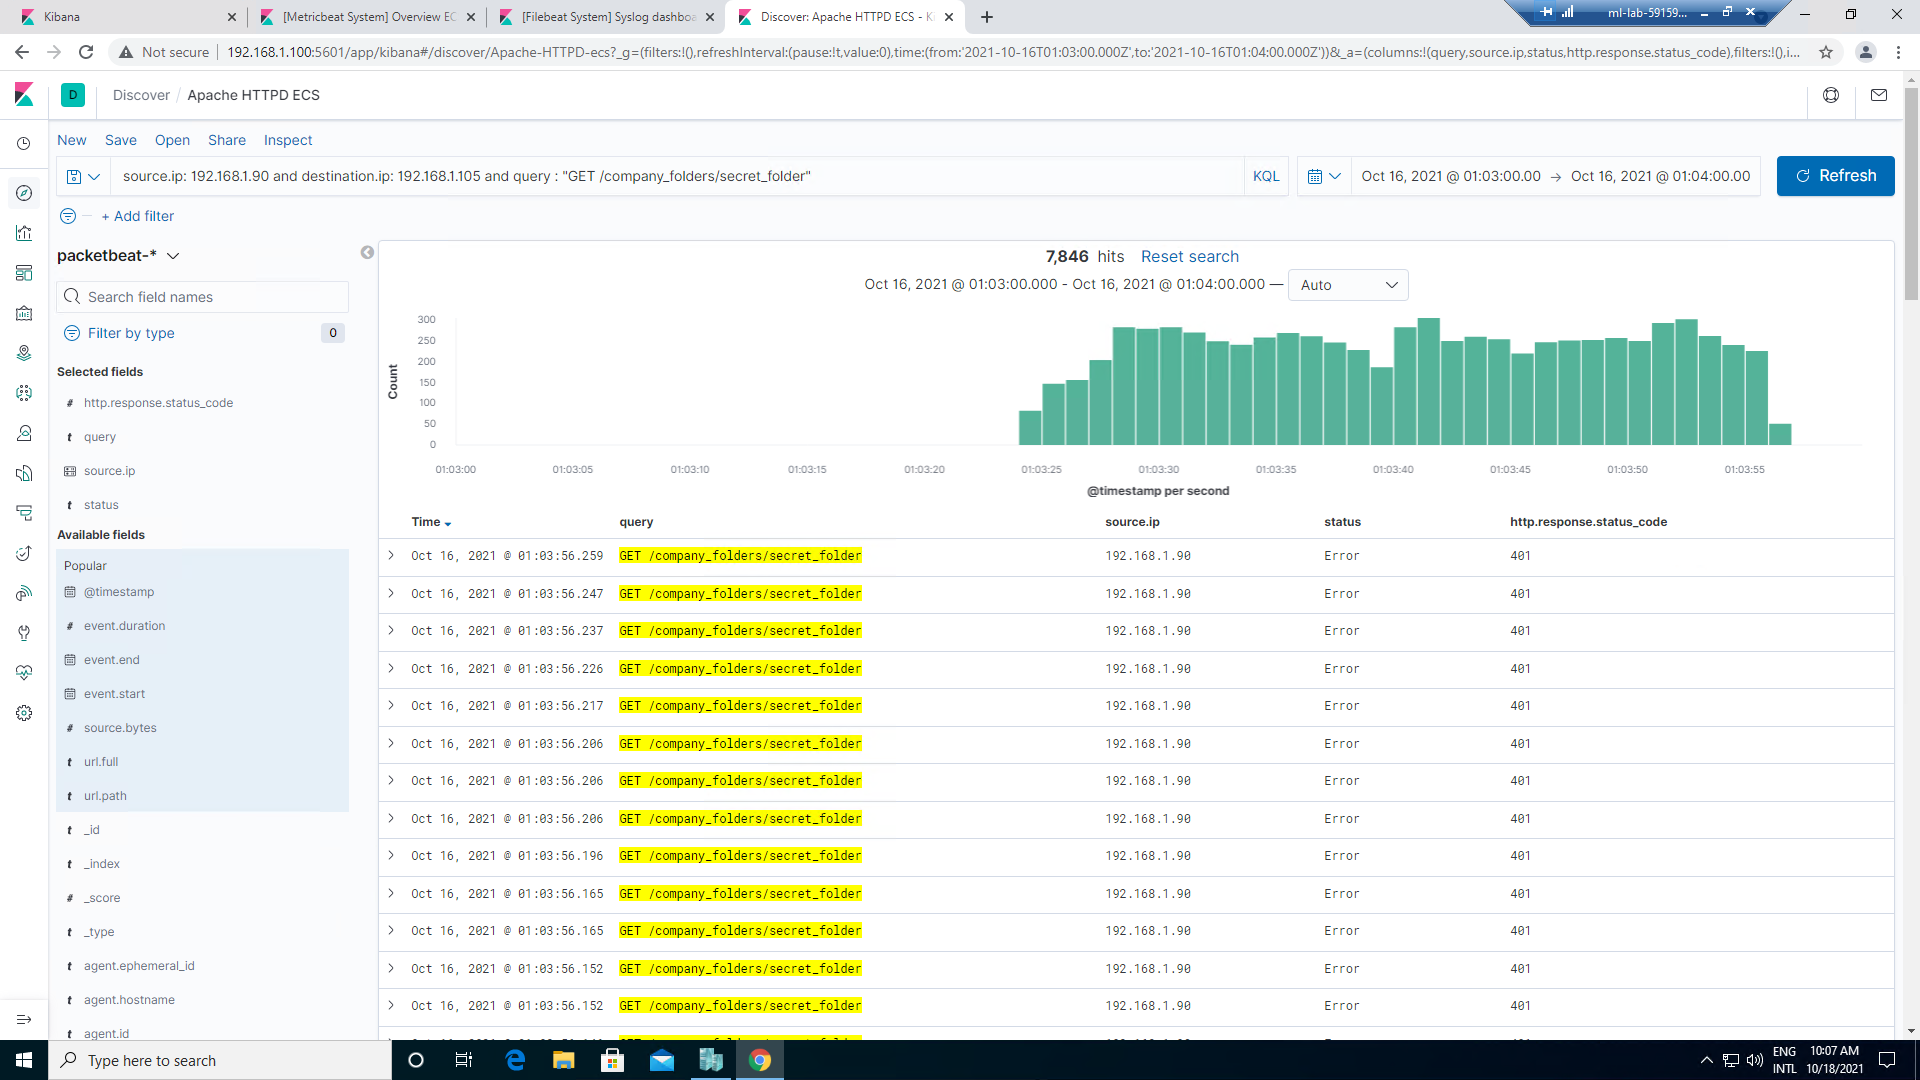 Kibana
[Metricbeat System] Overview EC
[Filebeat System] Syslog dashboa
Discover: Apache HTTPD ECS - Ki
ml-lab-59159...
Not secure
192.168.1.100:5601/app/kibana#/discover/Apache-HTTPD-ecs?_g=(filters:!(),refreshInterval:(pause:!t,value:0),time:(from:'2021-10-16T01:03:00.000Z',to:'2021-10-16T01:04:00.000Z'))&_a=(columns:!(query,source.ip,status,http.response.status_code),filters:!(),i...
D
Discover / Apache HTTPD ECS
New Save Open Share Inspect
source.ip: 192.168.1.90 and destination.ip: 192.168.1.105 and query : "GET /company_folders/secret_folder"
KQL
Oct 16, 2021 @ 01:03:00.00 → Oct 16, 2021 @ 01:04:00.00
Refresh
+ Add filter
packetbeat-*
Search field names
Filter by type 0
Selected fields
# http.response.status_code
t query
source.ip
t status
Available fields
Popular
@timestamp
# event.duration
event.end
event.start
# source.bytes
t url.full
t url.path
t _id
t _index
# _score
t _type
t agent.ephemeral_id
t agent.hostname
t agent.id
7,846 hits Reset search
Oct 16, 2021 @ 01:03:00.000 - Oct 16, 2021 @ 01:04:00.000 — Auto
Count
300
250
200
150
100
50
0
01:03:00 01:03:05 01:03:10 01:03:15 01:03:20 01:03:25 01:03:30 01:03:35 01:03:40 01:03:45 01:03:50 01:03:55
@timestamp per second
Time query source.ip status http.response.status_code
Oct 16, 2021 @ 01:03:56.259 GET /company_folders/secret_folder 192.168.1.90 Error 401
Oct 16, 2021 @ 01:03:56.247 GET /company_folders/secret_folder 192.168.1.90 Error 401
Oct 16, 2021 @ 01:03:56.237 GET /company_folders/secret_folder 192.168.1.90 Error 401
Oct 16, 2021 @ 01:03:56.226 GET /company_folders/secret_folder 192.168.1.90 Error 401
Oct 16, 2021 @ 01:03:56.217 GET /company_folders/secret_folder 192.168.1.90 Error 401
Oct 16, 2021 @ 01:03:56.206 GET /company_folders/secret_folder 192.168.1.90 Error 401
Oct 16, 2021 @ 01:03:56.206 GET /company_folders/secret_folder 192.168.1.90 Error 401
Oct 16, 2021 @ 01:03:56.206 GET /company_folders/secret_folder 192.168.1.90 Error 401
Oct 16, 2021 @ 01:03:56.196 GET /company_folders/secret_folder 192.168.1.90 Error 401
Oct 16, 2021 @ 01:03:56.165 GET /company_folders/secret_folder 192.168.1.90 Error 401
Oct 16, 2021 @ 01:03:56.165 GET /company_folders/secret_folder 192.168.1.90 Error 401
Oct 16, 2021 @ 01:03:56.152 GET /company_folders/secret_folder 192.168.1.90 Error 401
Oct 16, 2021 @ 01:03:56.152 GET /company_folders/secret_folder 192.168.1.90 Error 401
Type here to search
ENG
INTL
10:07 AM
10/18/2021